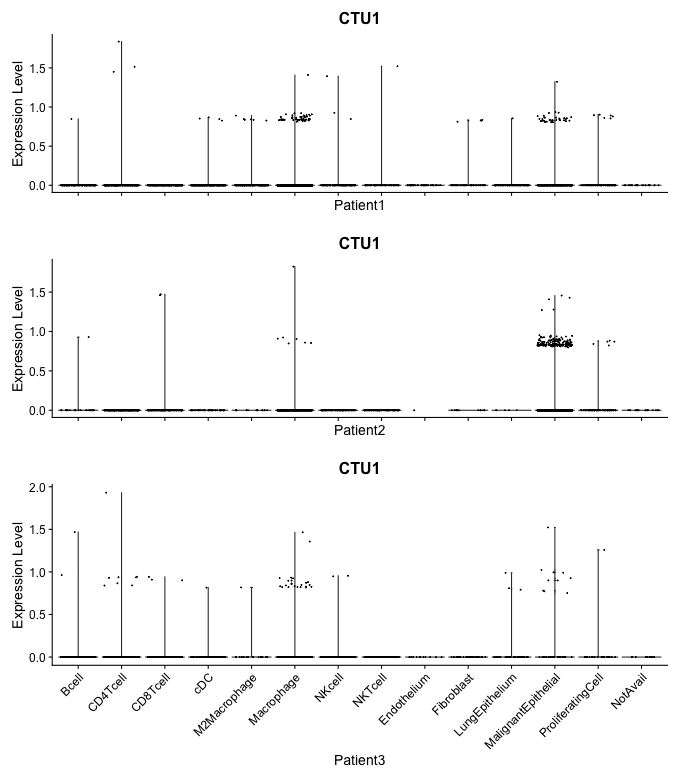 CTU1
Expression Level
1.5
1.0
0.5
0.0
Patient1
CTU1
Expression Level
1.5
1.0
0.5
0.0
Patient2
CTU1
Expression Level
2.0
1.5
1.0
0.5
0.0
Bcell
CD4Tcell
CD8Tcell
cDC
M2Macrophage
Macrophage
NKcell
NKTcell
Endothelium
Fibroblast
LungEpithelium
MalignantEpithelial
ProliferatingCell
NotAvail
Patient3